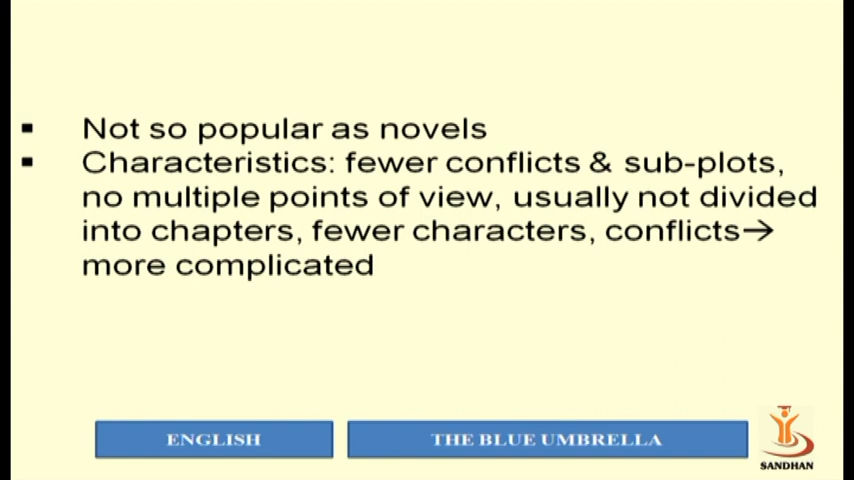 ▪ Not so popular as novels
▪ Characteristics: fewer conflicts & sub-plots,
no multiple points of view, usually not divided
into chapters, fewer characters, conflicts→
more complicated
ENGLISH
THE BLUE UMBRELLA
SANDHAN